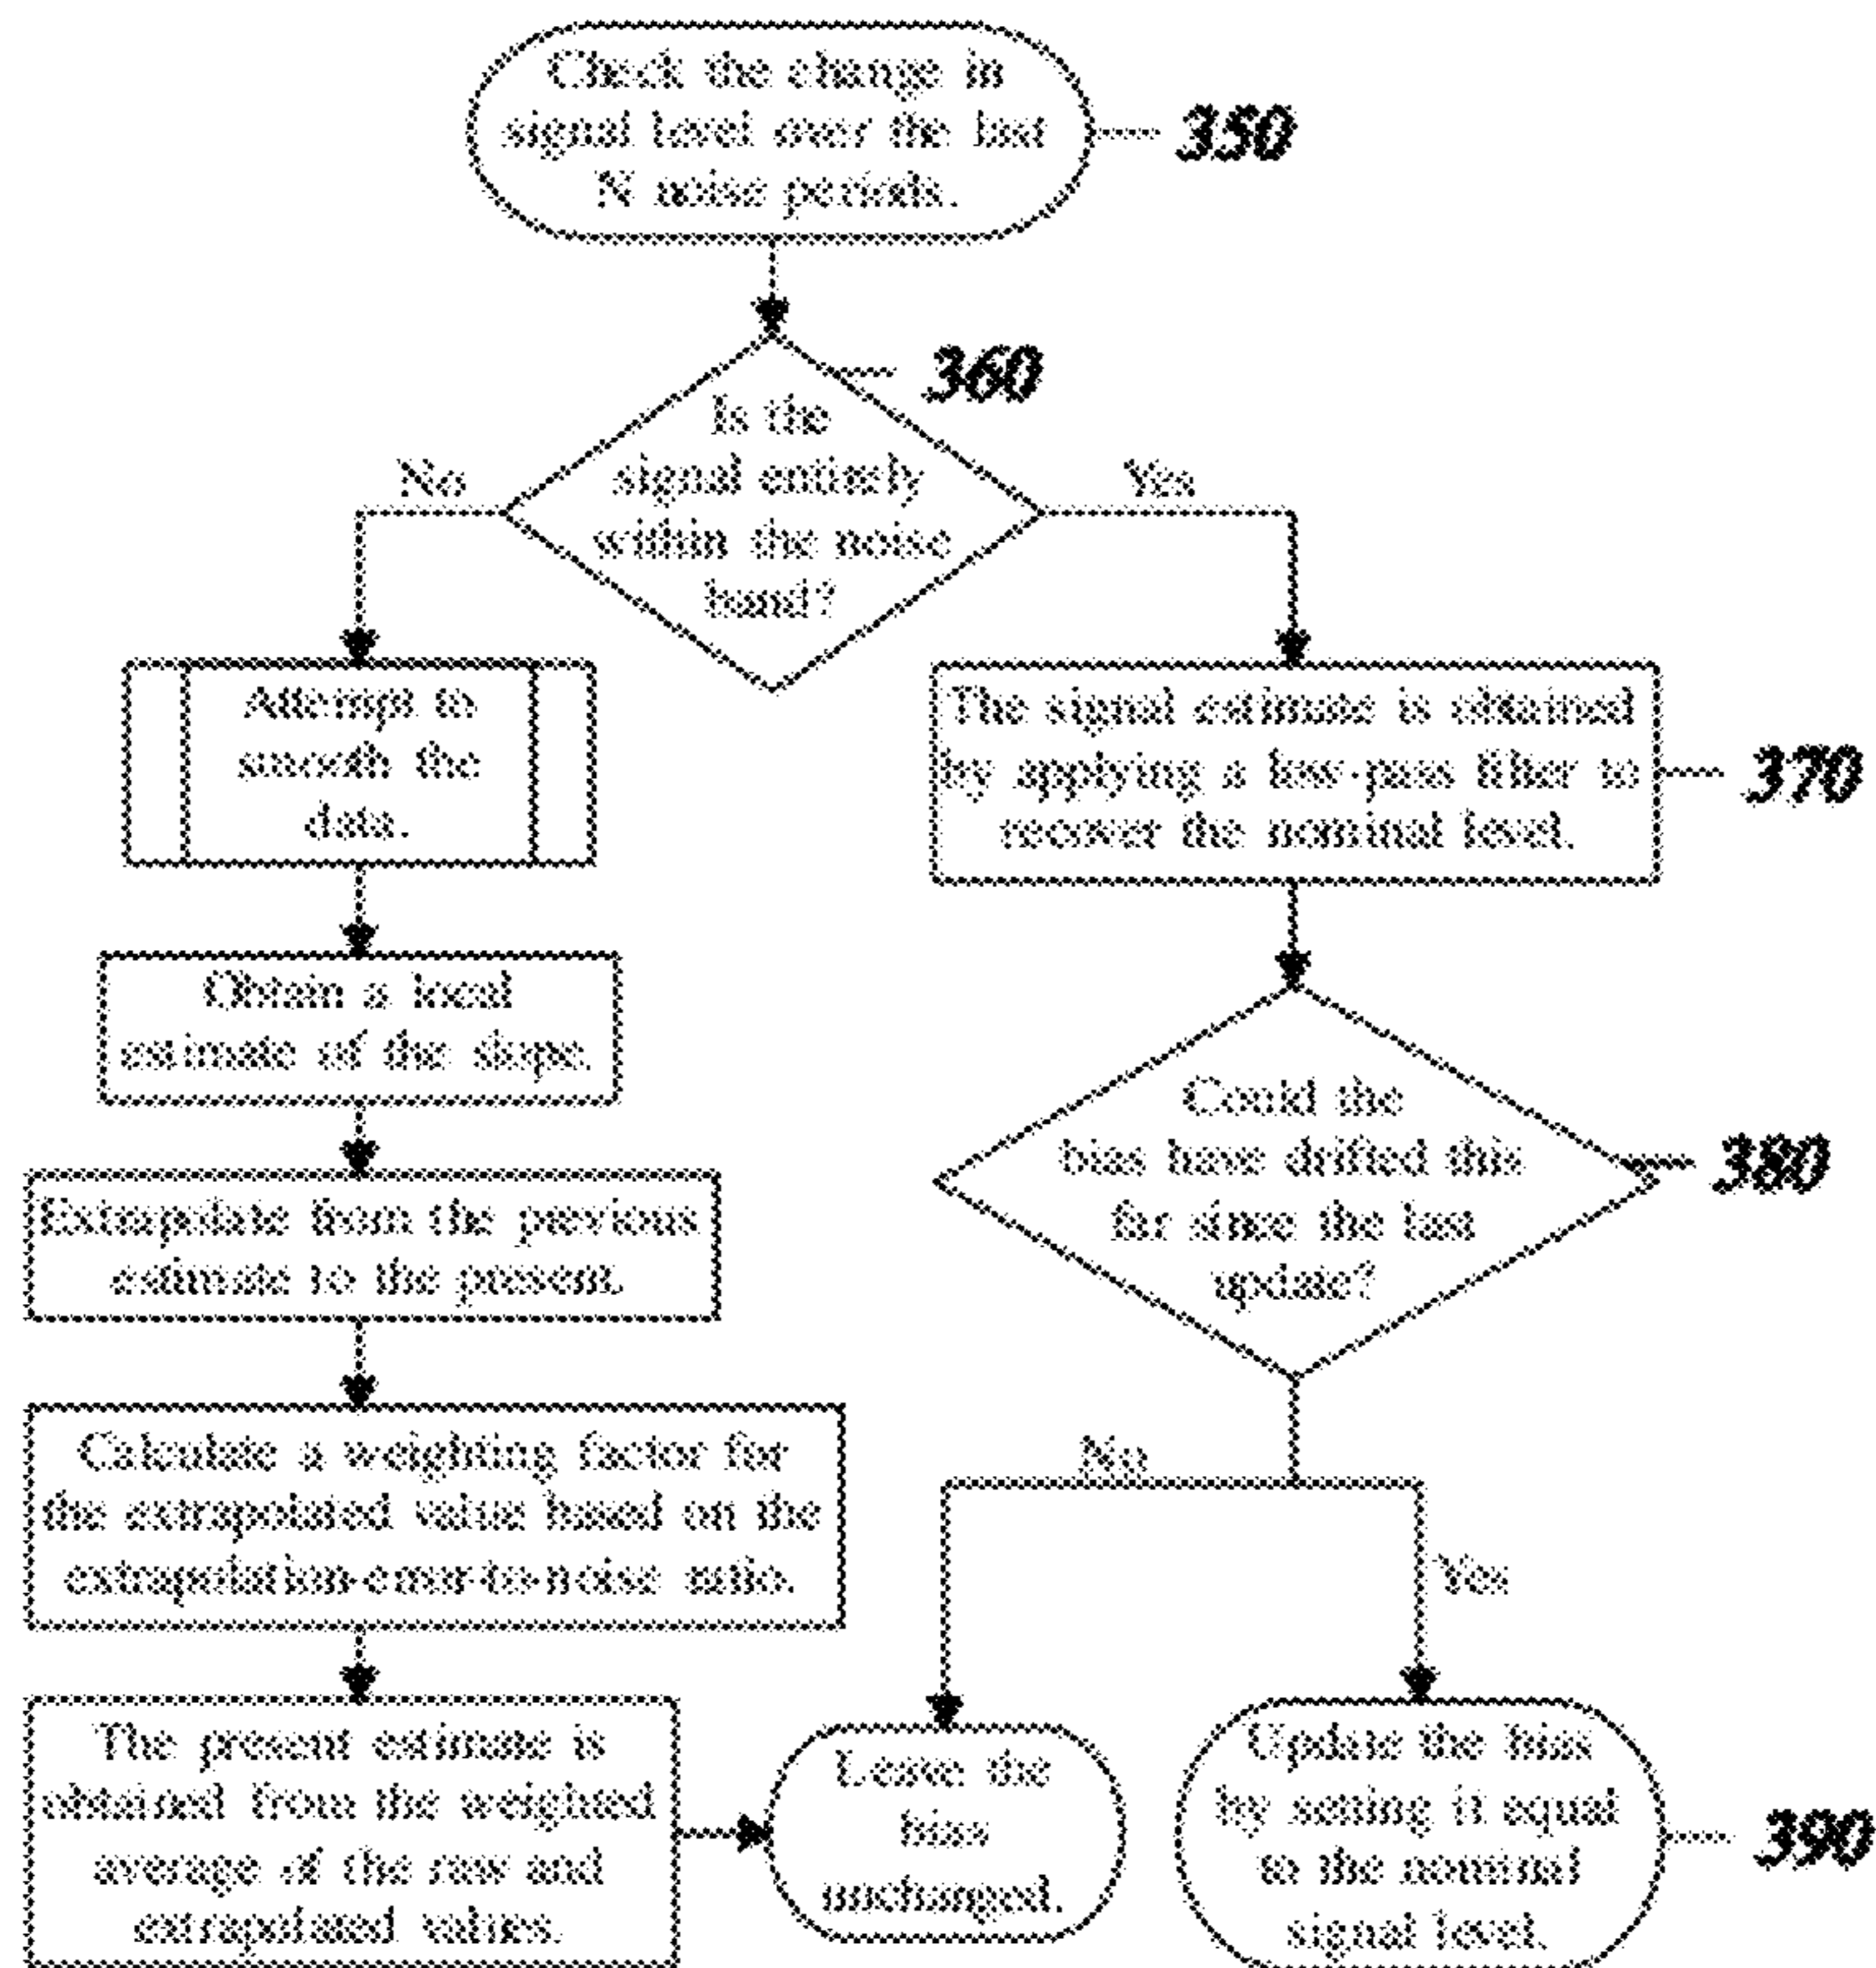 Check the change in
signal level over the last
N noise periods.
350
360
Is the
signal entirely
within the noise
band?
No
Yes
Attempt to
smooth the
data.
The signal estimate is obtained
by applying a low-pass filter to
recover the nominal level.
370
Obtain a local
estimate of the slope.
Could the
bias have drifted this
far since the last
update?
380
Extrapolate from the previous
estimate to the present.
Calculate a weighting factor for
the extrapolated value based on the
extrapolation-error-to-noise ratio.
No
Yes
The present estimate is
obtained from the weighted
average of the raw and
extrapolated values.
Leave the
bias
unchanged.
Update the bias
by setting it equal
to the nominal
signal level.
390